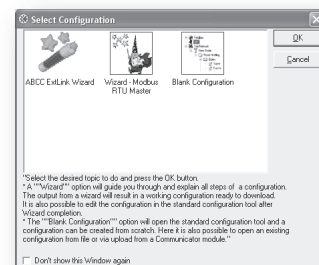 Select Configuration
OK
Cancel
ABCC ExtLink Wizard
Wizard - Modbus
RTU Master
Blank Configuration
"Select the desired topic to do and press the OK button.
* A ""Wizard"" option will guide you through and explain all steps of a configuration.
The output from a wizard will result in a working configuration ready to download.
It is also possible to edit the configuration in the standard configuration tool after
Wizard completion.
* The ""Blank Configuration"" option will open the standard configuration tool and a
configuration can be created from scratch. Here it is also possible to open an existing
configuration from file or via upload from a Communicator module."
Don't show this Window again